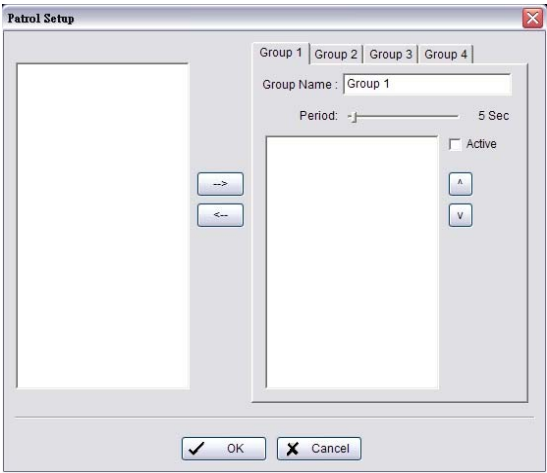 Patrol Setup
Group 1 Group 2 Group 3 Group 4
Group Name : Group 1
Period: 5 Sec
Active
-->
^
<--
v
OK Cancel